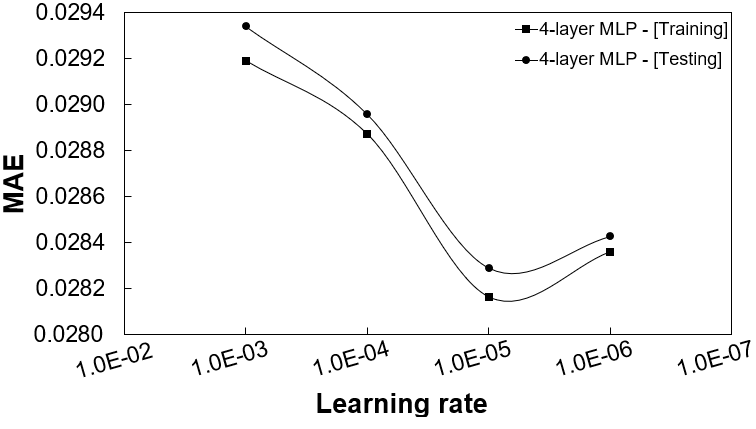 0.0294
0.0292
0.0290
0.0288
0.0286
0.0284
0.0282
0.0280
MAE
4-layer MLP - [Training]
4-layer MLP - [Testing]
1.0E-02
1.0E-03
1.0E-04
1.0E-05
1.0E-06
1.0E-07
Learning rate